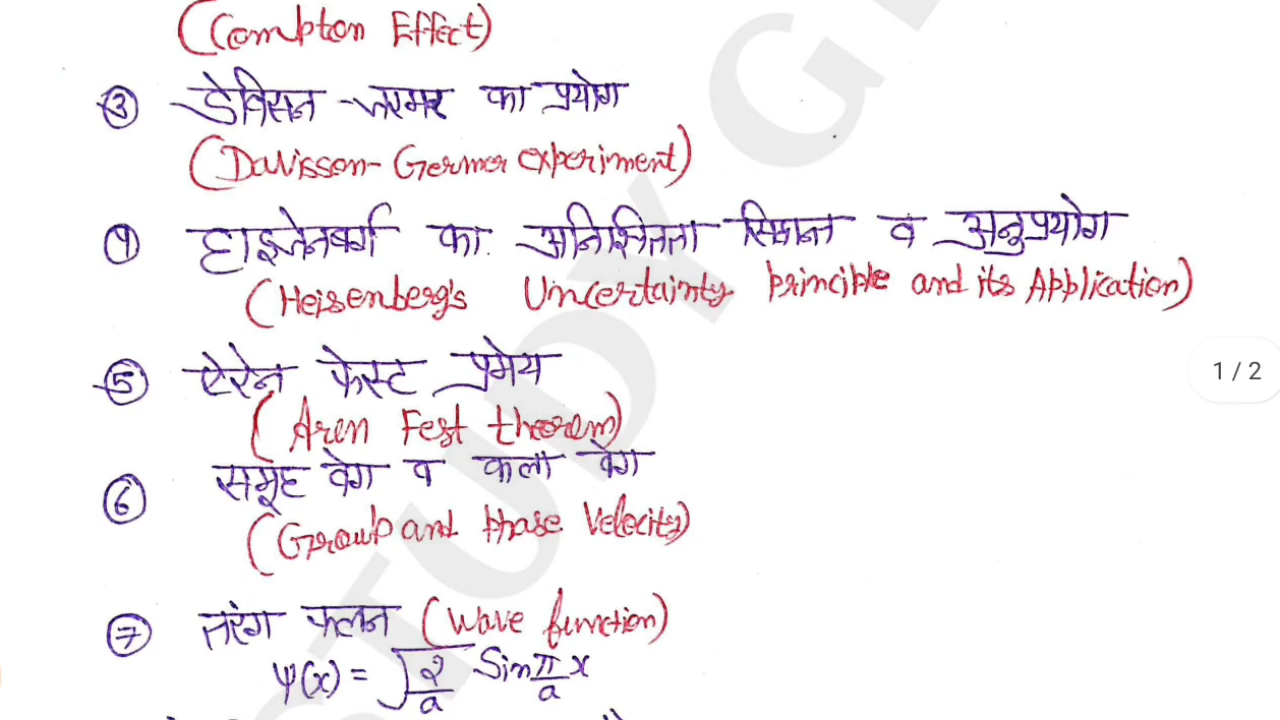 (Compton Effect)
③ डेविसन - जरमर का प्रयोग
(Davisson - Germer experiment)
④ हाइजेनबर्ग का अनिश्चितता सिद्धान्त व अनुप्रयोग
(Heisenberg's Uncertainty principle and its Application)
⑤ ऐरेन फेस्ट प्रमेय
(Aren Fest theorem)
⑥ समूह वेग व कला वेग
(Group and phase Velocity)
⑦ तरंग फलन (Wave function)
Ψ(x) = √2/a Sin π/a x
STUDY G
1 / 2